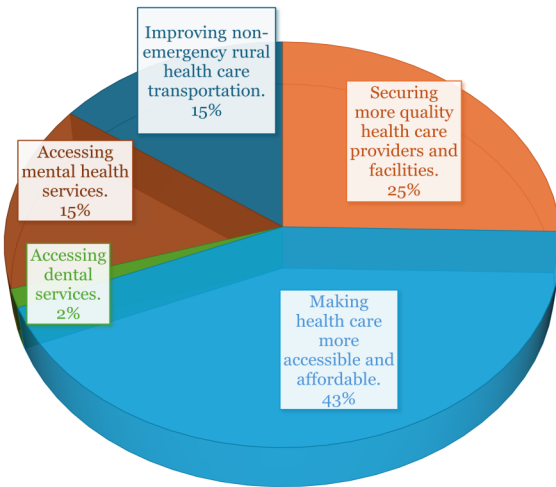 Improving non-
emergency rural
health care
transportation.
15%
Securing
more quality
health care
providers and
facilities.
25%
Accessing
mental health
services.
15%
Accessing
dental
services.
2%
Making
health care
more
accessible and
affordable.
43%